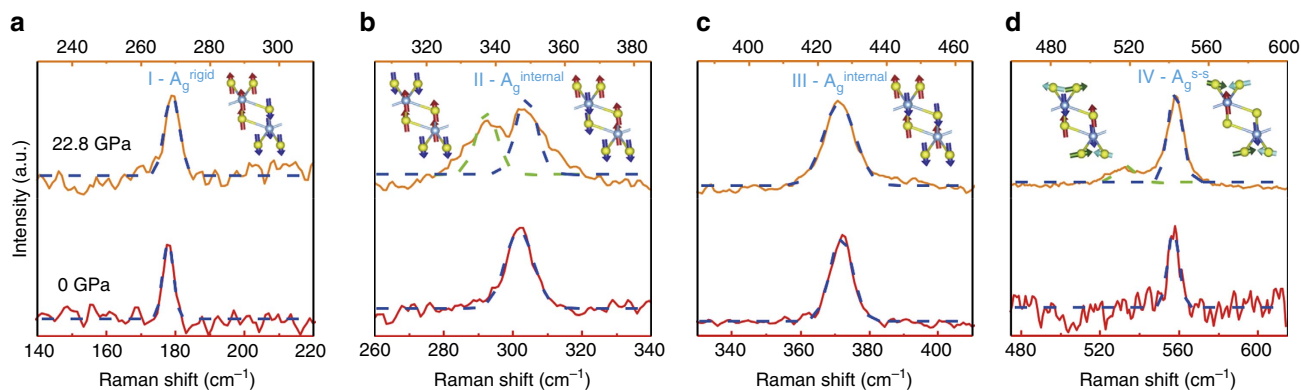 a
240 260 280 300
I - A_g^rigid
22.8 GPa
0 GPa
Intensity (a.u.)
140 160 180 200 220
Raman shift (cm⁻¹)
b
320 340 360 380
II - A_g^internal
260 280 300 320 340
Raman shift (cm⁻¹)
c
400 420 440 460
III - A_g^internal
340 360 380 400
Raman shift (cm⁻¹)
d
480 520 560 600
IV - A_g^s-s
480 520 560 600
Raman shift (cm⁻¹)